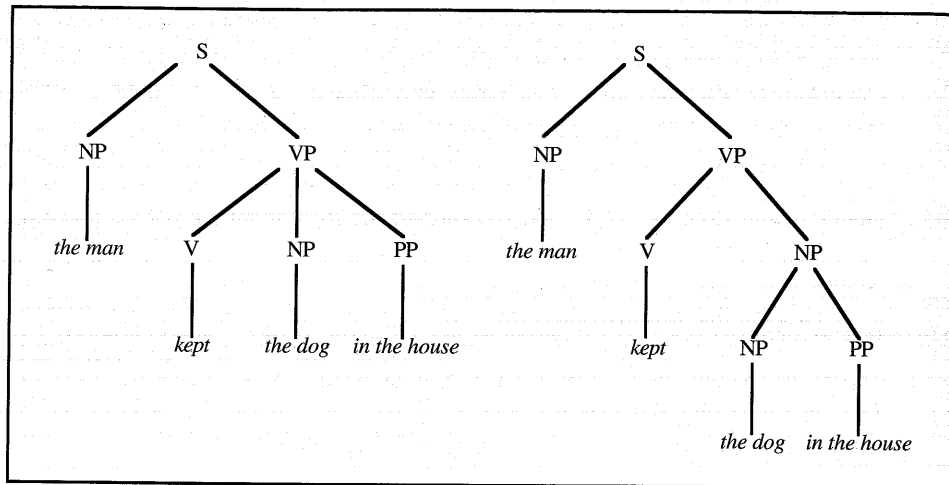 S S
NP VP NP VP
the man V NP PP the man V NP
kept the dog in the house kept NP PP
the dog in the house